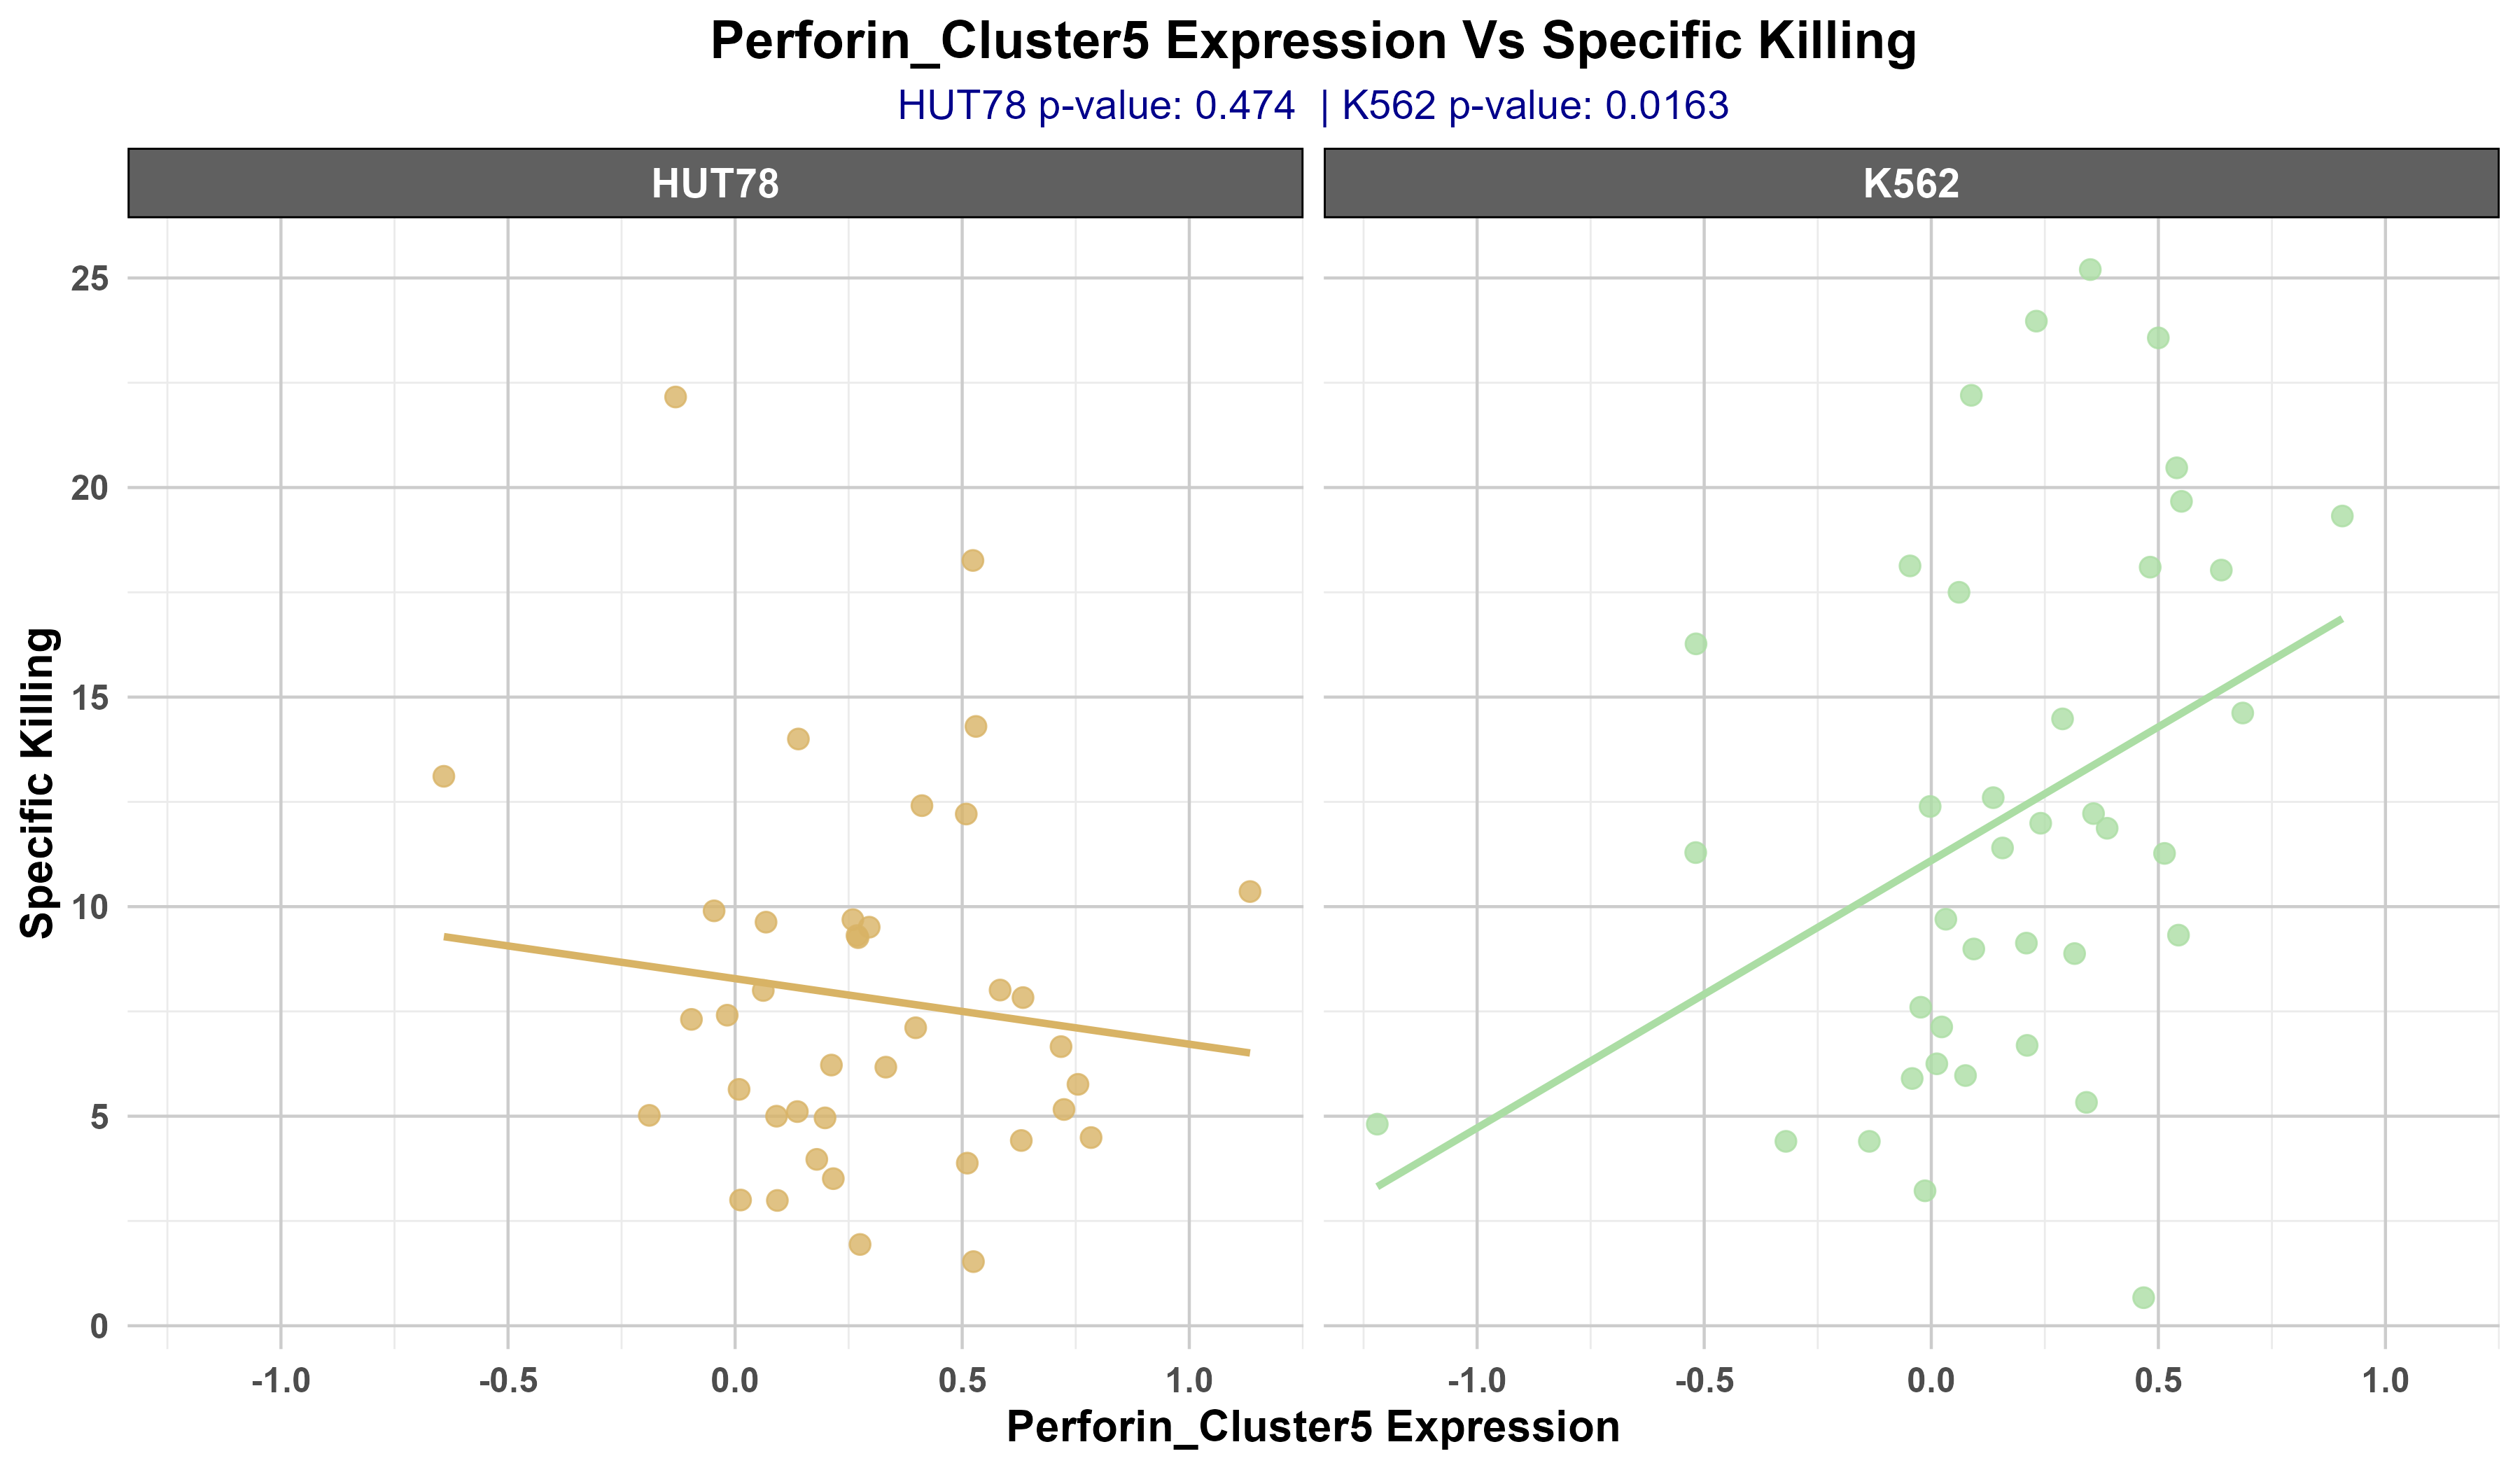 Perforin_Cluster5 Expression Vs Specific Killing
HUT78 p-value: 0.474 | K562 p-value: 0.0163
HUT78
K562
25
20
15
10
5
0
Specific Killing
-1.0 -0.5 0.0 0.5 1.0
-1.0 -0.5 0.0 0.5 1.0
Perforin_Cluster5 Expression